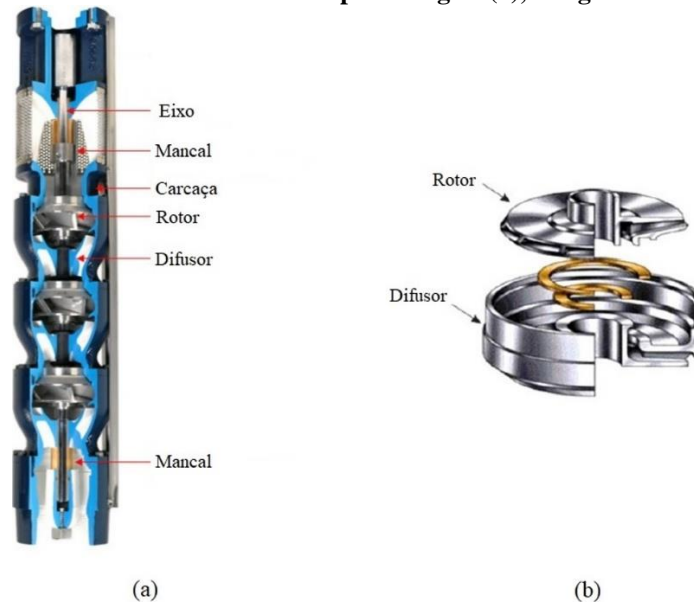 Eixo
Mancal
Carcaça
Rotor
Difusor
Mancal
Rotor
Difusor
(a)
(b)